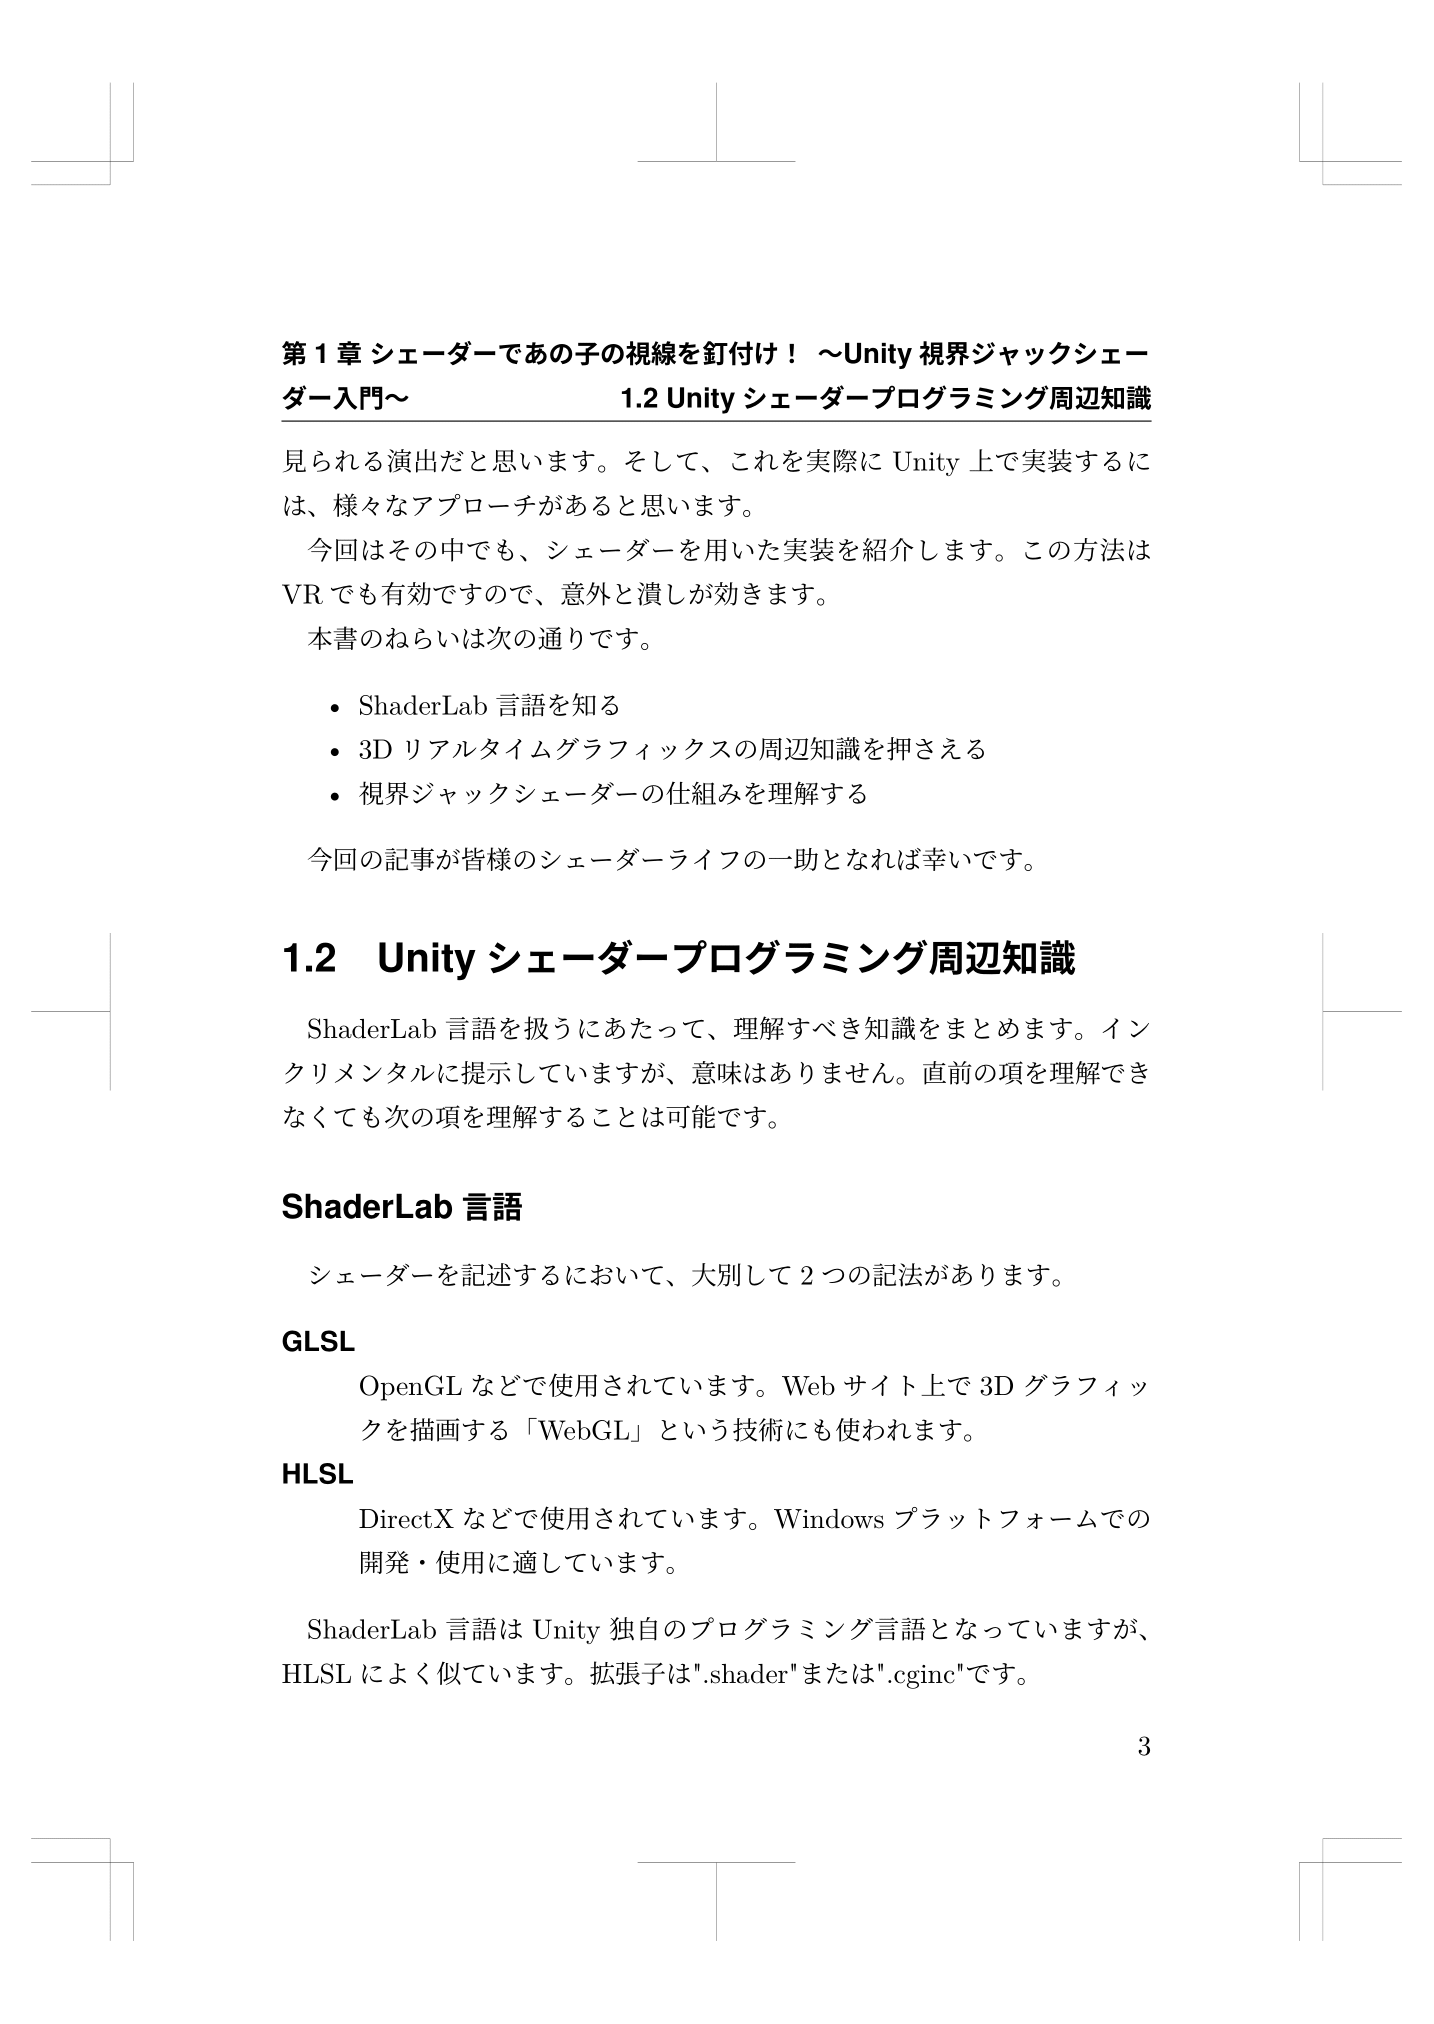 第 1 章 シェーダーであの子の視線を釘付け！ 〜Unity 視界ジャックシェー
ダー入門〜 1.2 Unity シェーダープログラミング周辺知識
見られる演出だと思います。そして、これを実際に Unity 上で実装するに
は、様々なアプローチがあると思います。
今回はその中でも、シェーダーを用いた実装を紹介します。この方法は
VR でも有効ですので、意外と潰しが効きます。
本書のねらいは次の通りです。
• ShaderLab 言語を知る
• 3D リアルタイムグラフィックスの周辺知識を押さえる
• 視界ジャックシェーダーの仕組みを理解する
今回の記事が皆様のシェーダーライフの一助となれば幸いです。
1.2 Unity シェーダープログラミング周辺知識
ShaderLab 言語を扱うにあたって、理解すべき知識をまとめます。イン
クリメンタルに提示していますが、意味はありません。直前の項を理解でき
なくても次の項を理解することは可能です。
ShaderLab 言語
シェーダーを記述するにおいて、大別して 2 つの記法があります。
GLSL
OpenGL などで使用されています。Web サイト上で 3D グラフィッ
クを描画する「WebGL」という技術にも使われます。
HLSL
DirectX などで使用されています。Windows プラットフォームでの
開発・使用に適しています。
ShaderLab 言語は Unity 独自のプログラミング言語となっていますが、
HLSL によく似ています。拡張子は".shader"または".cginc"です。
3